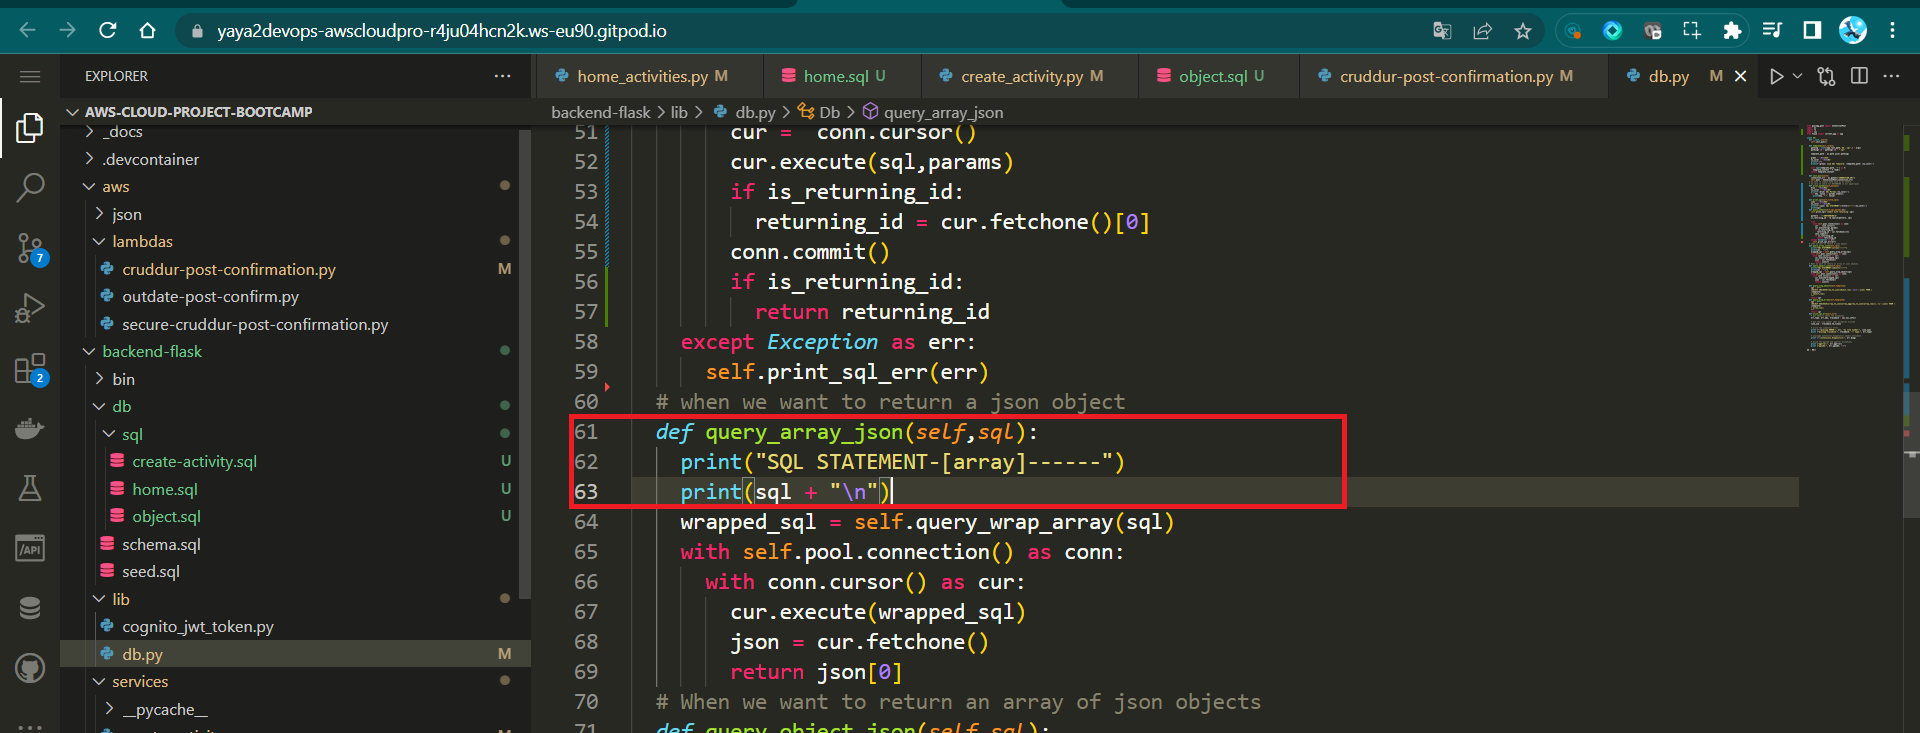 yaya2devops-awscloudpro-r4ju04hcn2k.ws-eu90.gitpod.io
EXPLORER
home_activities.py M
home.sql U
create_activity.py M
object.sql U
cruddur-post-confirmation.py M
db.py M
AWS-CLOUD-PROJECT-BOOTCAMP
backend-flask > lib > db.py > Db > query_array_json
_docs
.devcontainer
aws
json
lambdas
cruddur-post-confirmation.py M
outdate-post-confirm.py
secure-cruddur-post-confirmation.py
backend-flask
bin
db
sql
create-activity.sql U
home.sql U
object.sql U
schema.sql
seed.sql
lib
cognito_jwt_token.py
db.py M
services
__pycache__
7
2
/API
51 cur =  conn.cursor()
52 cur.execute(sql,params)
53 if is_returning_id:
54 returning_id = cur.fetchone()[0]
55 conn.commit()
56 if is_returning_id:
57 return returning_id
58 except Exception as err:
59 self.print_sql_err(err)
60 # when we want to return a json object
61 def query_array_json(self,sql):
62 print("SQL STATEMENT-[array]------")
63 print(sql + "\n")
64 wrapped_sql = self.query_wrap_array(sql)
65 with self.pool.connection() as conn:
66 with conn.cursor() as cur:
67 cur.execute(wrapped_sql)
68 json = cur.fetchone()
69 return json[0]
70 # When we want to return an array of json objects
71 def query_object_json(self,sql):